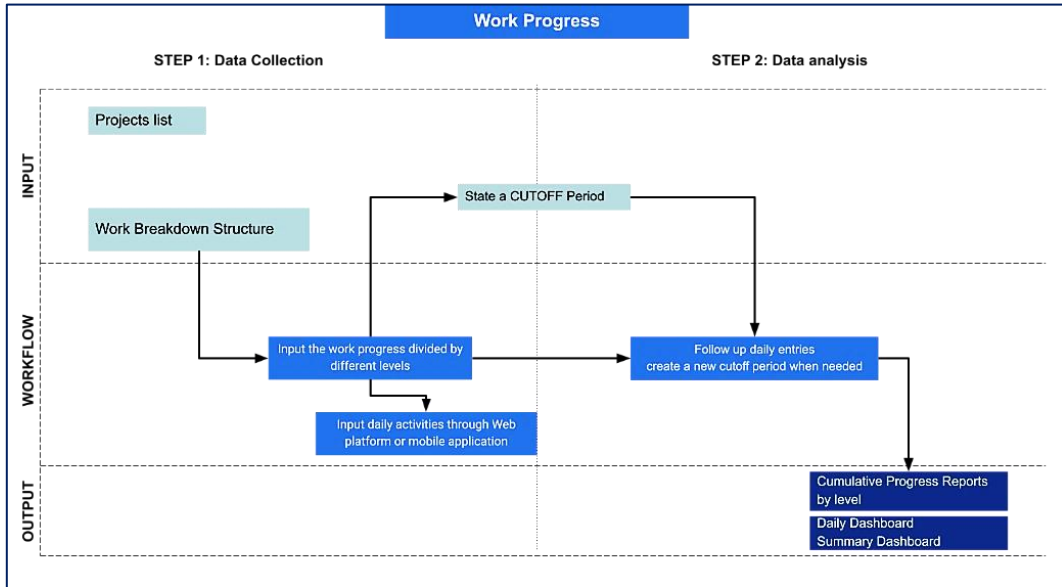 Work Progress
STEP 1: Data Collection
STEP 2: Data analysis
INPUT
Projects list
State a CUTOFF Period
Work Breakdown Structure
WORKFLOW
Input the work progress divided by
different levels
Follow up daily entries
create a new cutoff period when needed
Input daily activities through Web
platform or mobile application
OUTPUT
Cumulative Progress Reports
by level
Daily Dashboard
Summary Dashboard